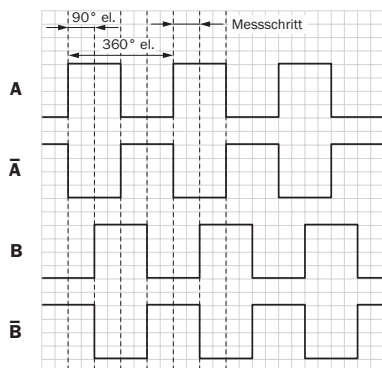 90° el.
Messschritt
360° el.
A
A̅
B
B̅